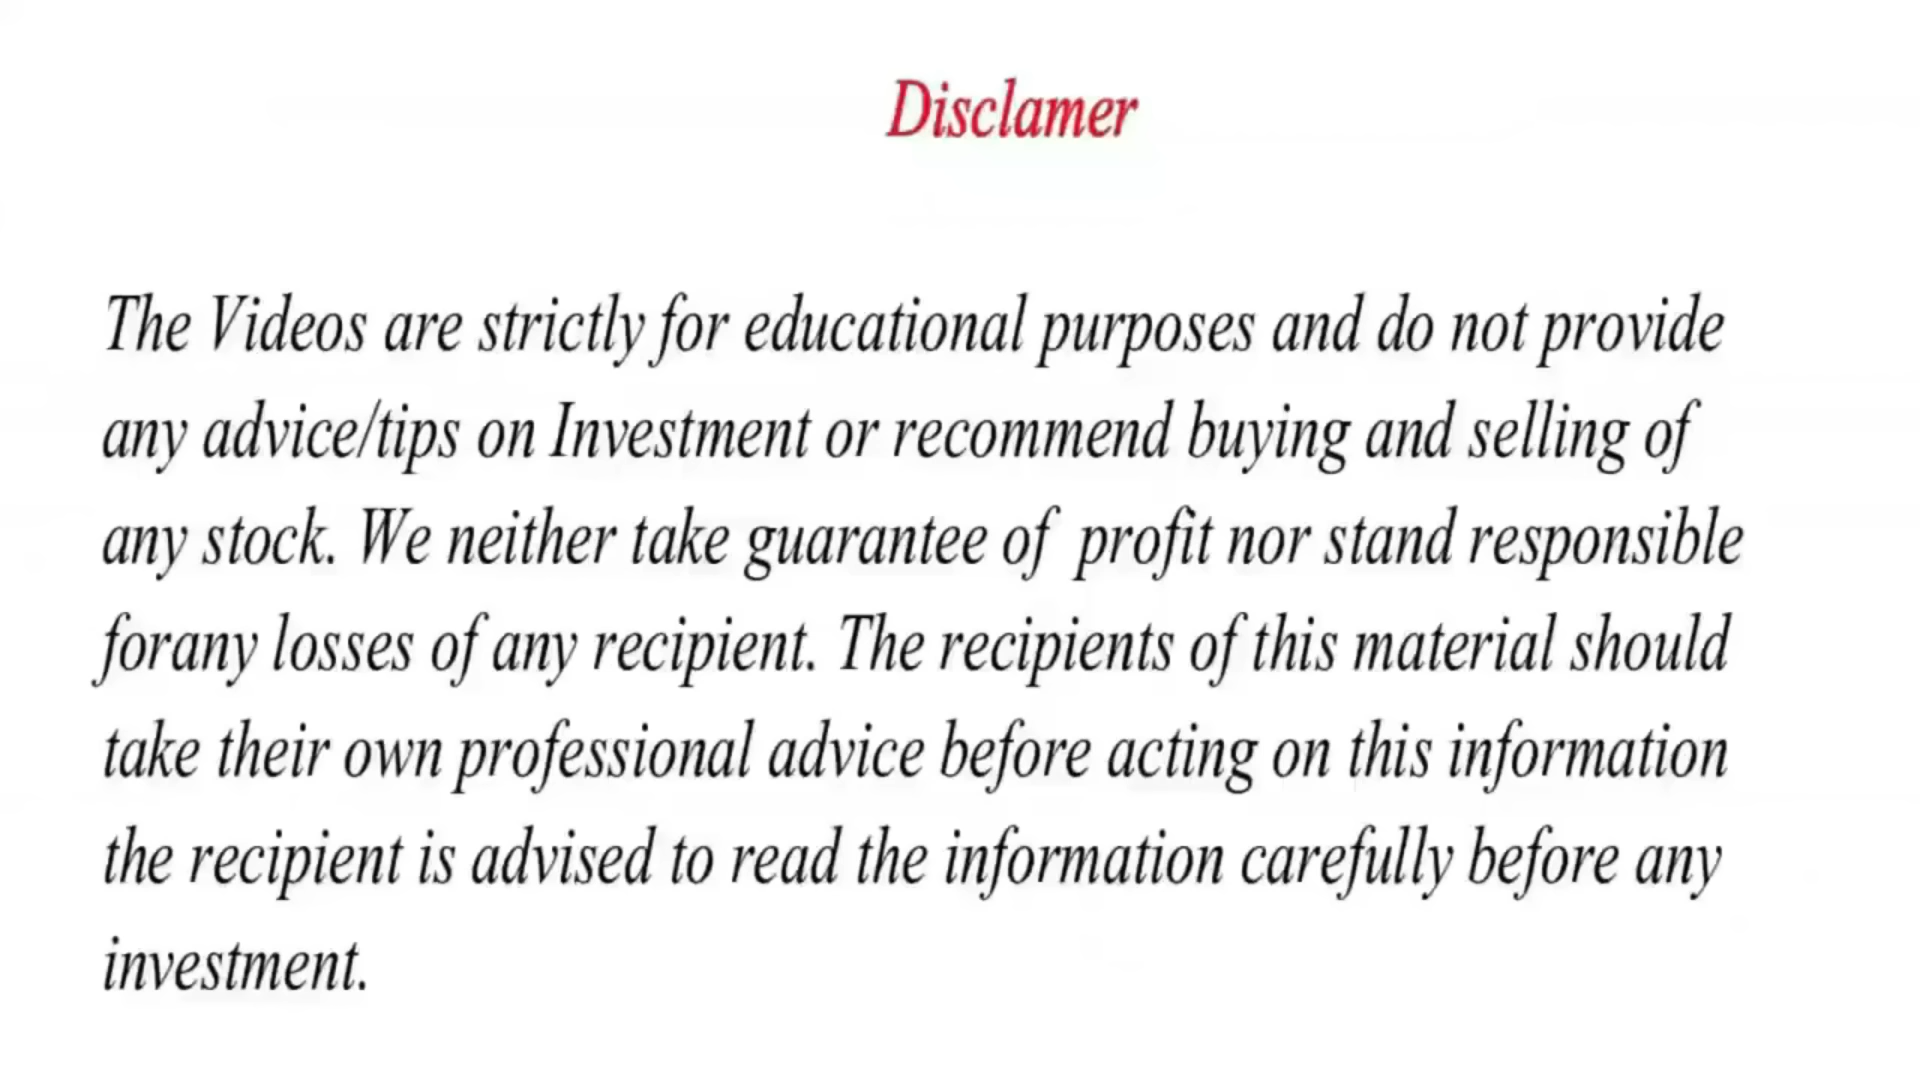 Disclamer
The Videos are strictly for educational purposes and do not provide
any advice/tips on Investment or recommend buying and selling of
any stock. We neither take guarantee of profit nor stand responsible
forany losses of any recipient. The recipients of this material should
take their own professional advice before acting on this information
the recipient is advised to read the information carefully before any
investment.